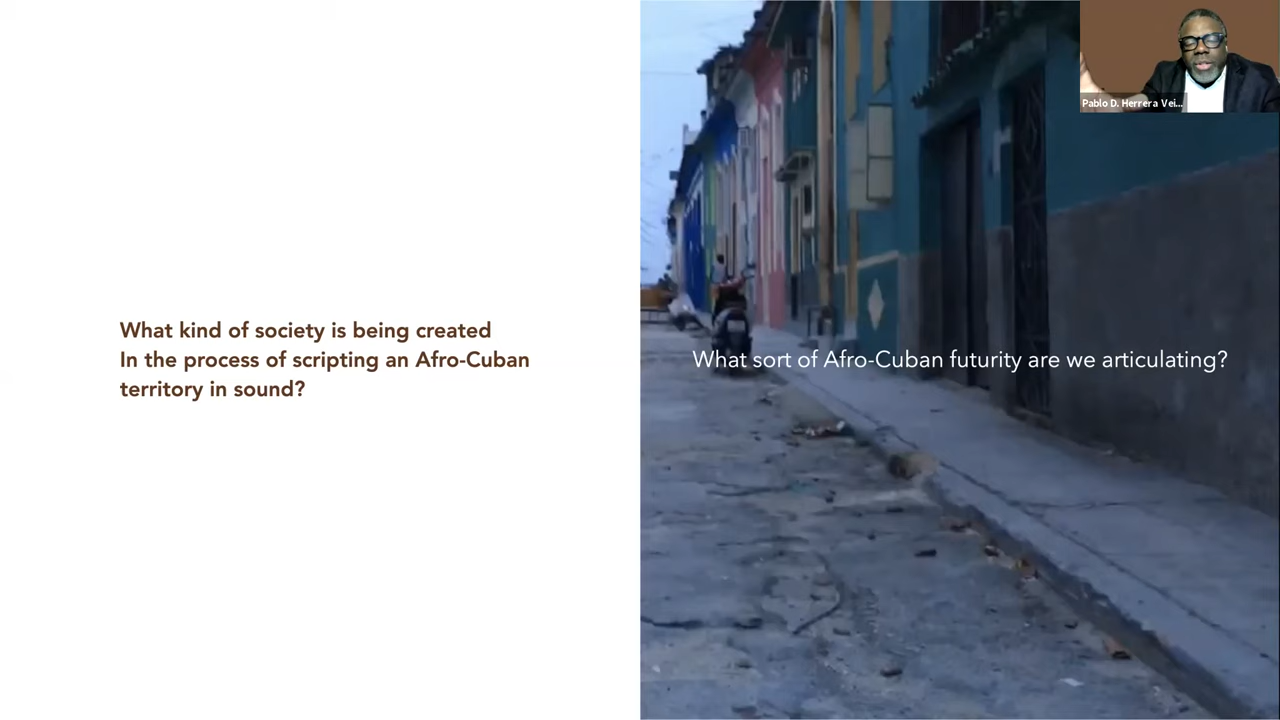 What kind of society is being created
In the process of scripting an Afro-Cuban
territory in sound?
What sort of Afro-Cuban futurity are we articulating?
Pablo D. Herrera Vei...